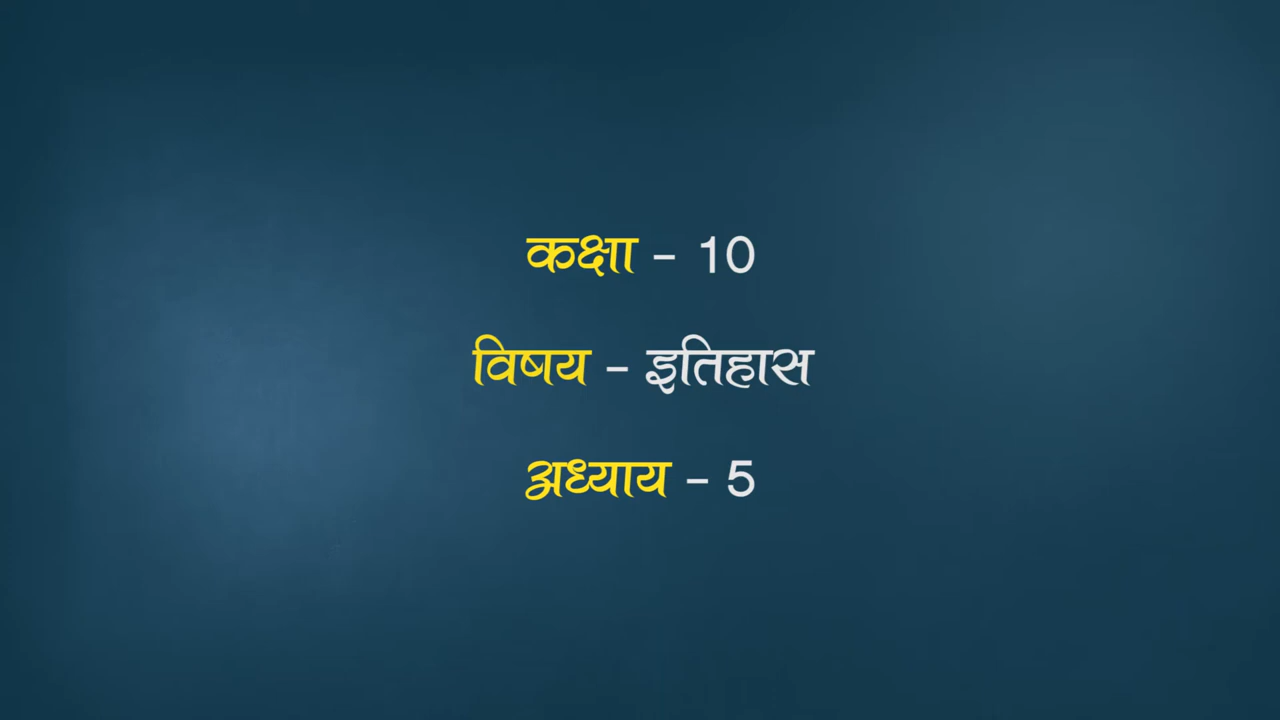 कक्षा – 10
विषय – इतिहास
अध्याय – 5